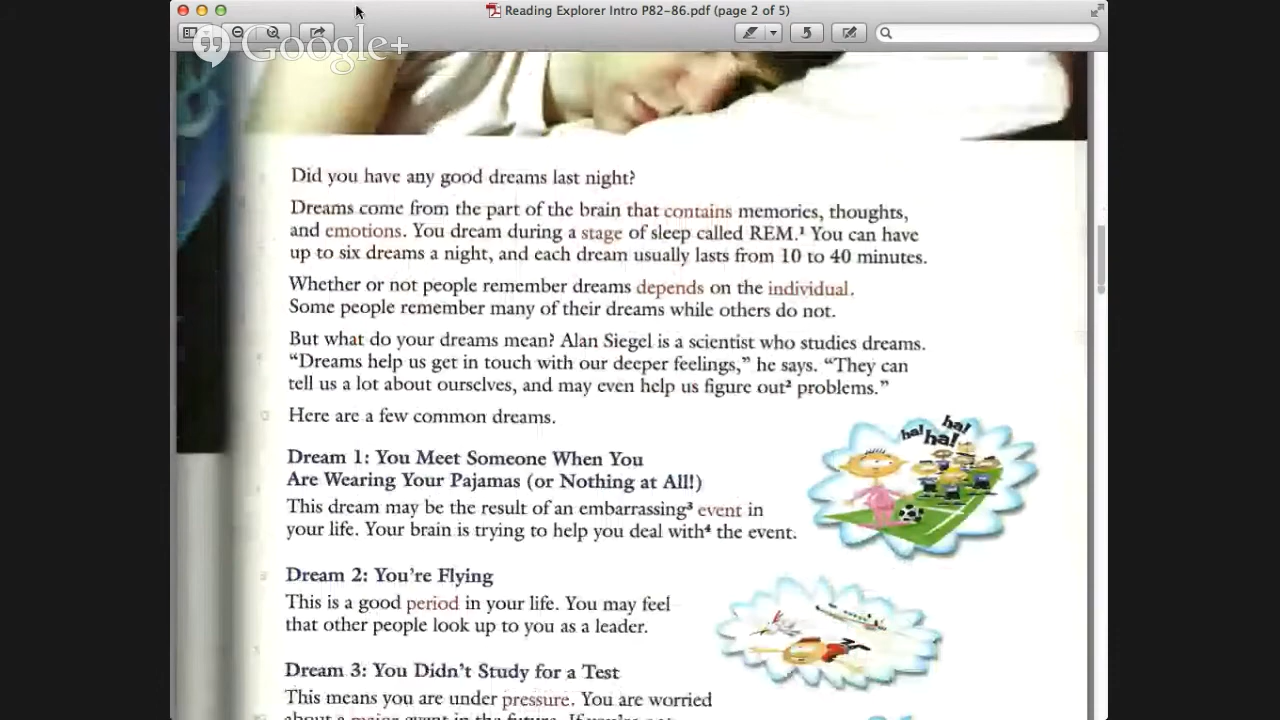 Reading Explorer Intro P82-86.pdf (page 2 of 5)
Google+
Did you have any good dreams last night?
Dreams come from the part of the brain that contains memories, thoughts,
and emotions. You dream during a stage of sleep called REM.¹ You can have
up to six dreams a night, and each dream usually lasts from 10 to 40 minutes.
Whether or not people remember dreams depends on the individual.
Some people remember many of their dreams while others do not.
But what do your dreams mean? Alan Siegel is a scientist who studies dreams.
“Dreams help us get in touch with our deeper feelings,” he says. “They can
tell us a lot about ourselves, and may even help us figure out² problems.”
Here are a few common dreams.
ha! ha! ha!
Dream 1: You Meet Someone When You
Are Wearing Your Pajamas (or Nothing at All!)
This dream may be the result of an embarrassing³ event in
your life. Your brain is trying to help you deal with⁴ the event.
Dream 2: You’re Flying
This is a good period in your life. You may feel
that other people look up to you as a leader.
Dream 3: You Didn’t Study for a Test
This means you are under pressure. You are worried
about a major event in the future. If you’re not